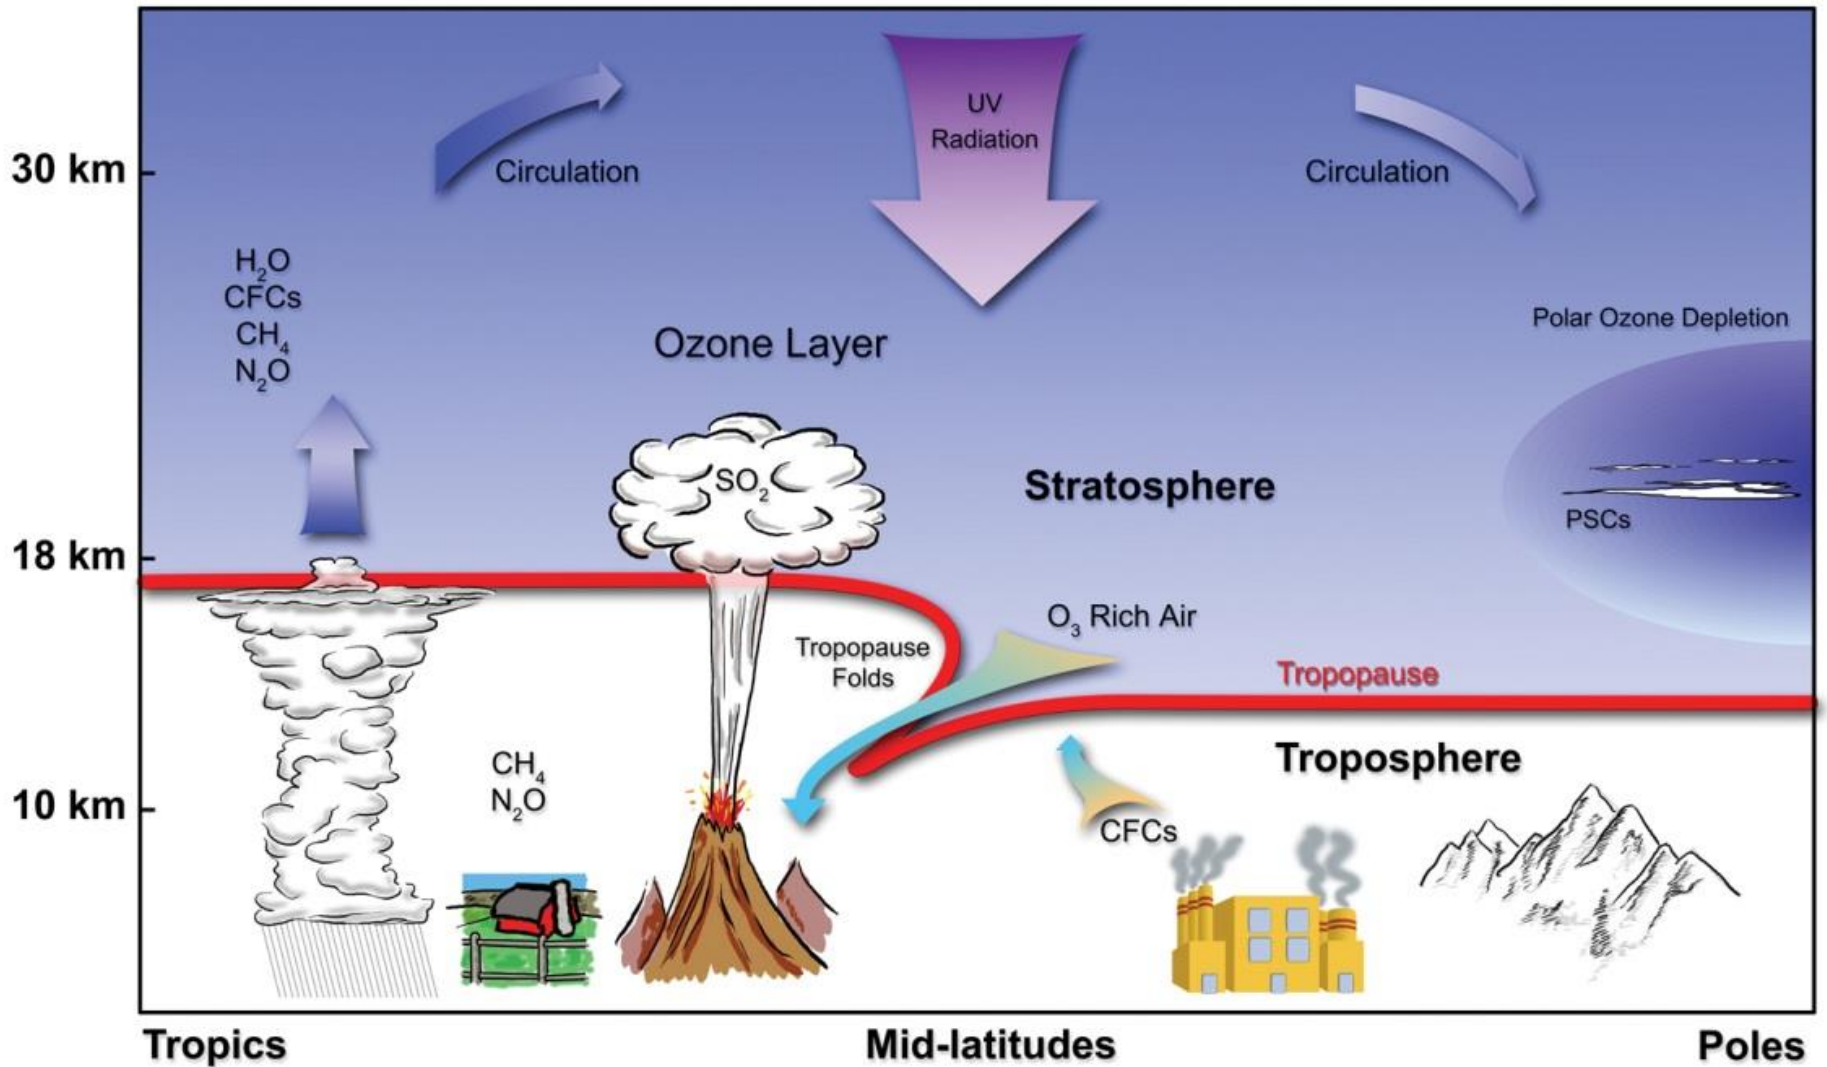 UV
Radiation
30 km
Circulation
Circulation
H₂O
CFCs
CH₄
N₂O
Polar Ozone Depletion
Ozone Layer
SO₂
Stratosphere
PSCs
18 km
O₃ Rich Air
Tropopause
Folds
Tropopause
CH₄
N₂O
Troposphere
10 km
CFCs
Tropics
Mid-latitudes
Poles